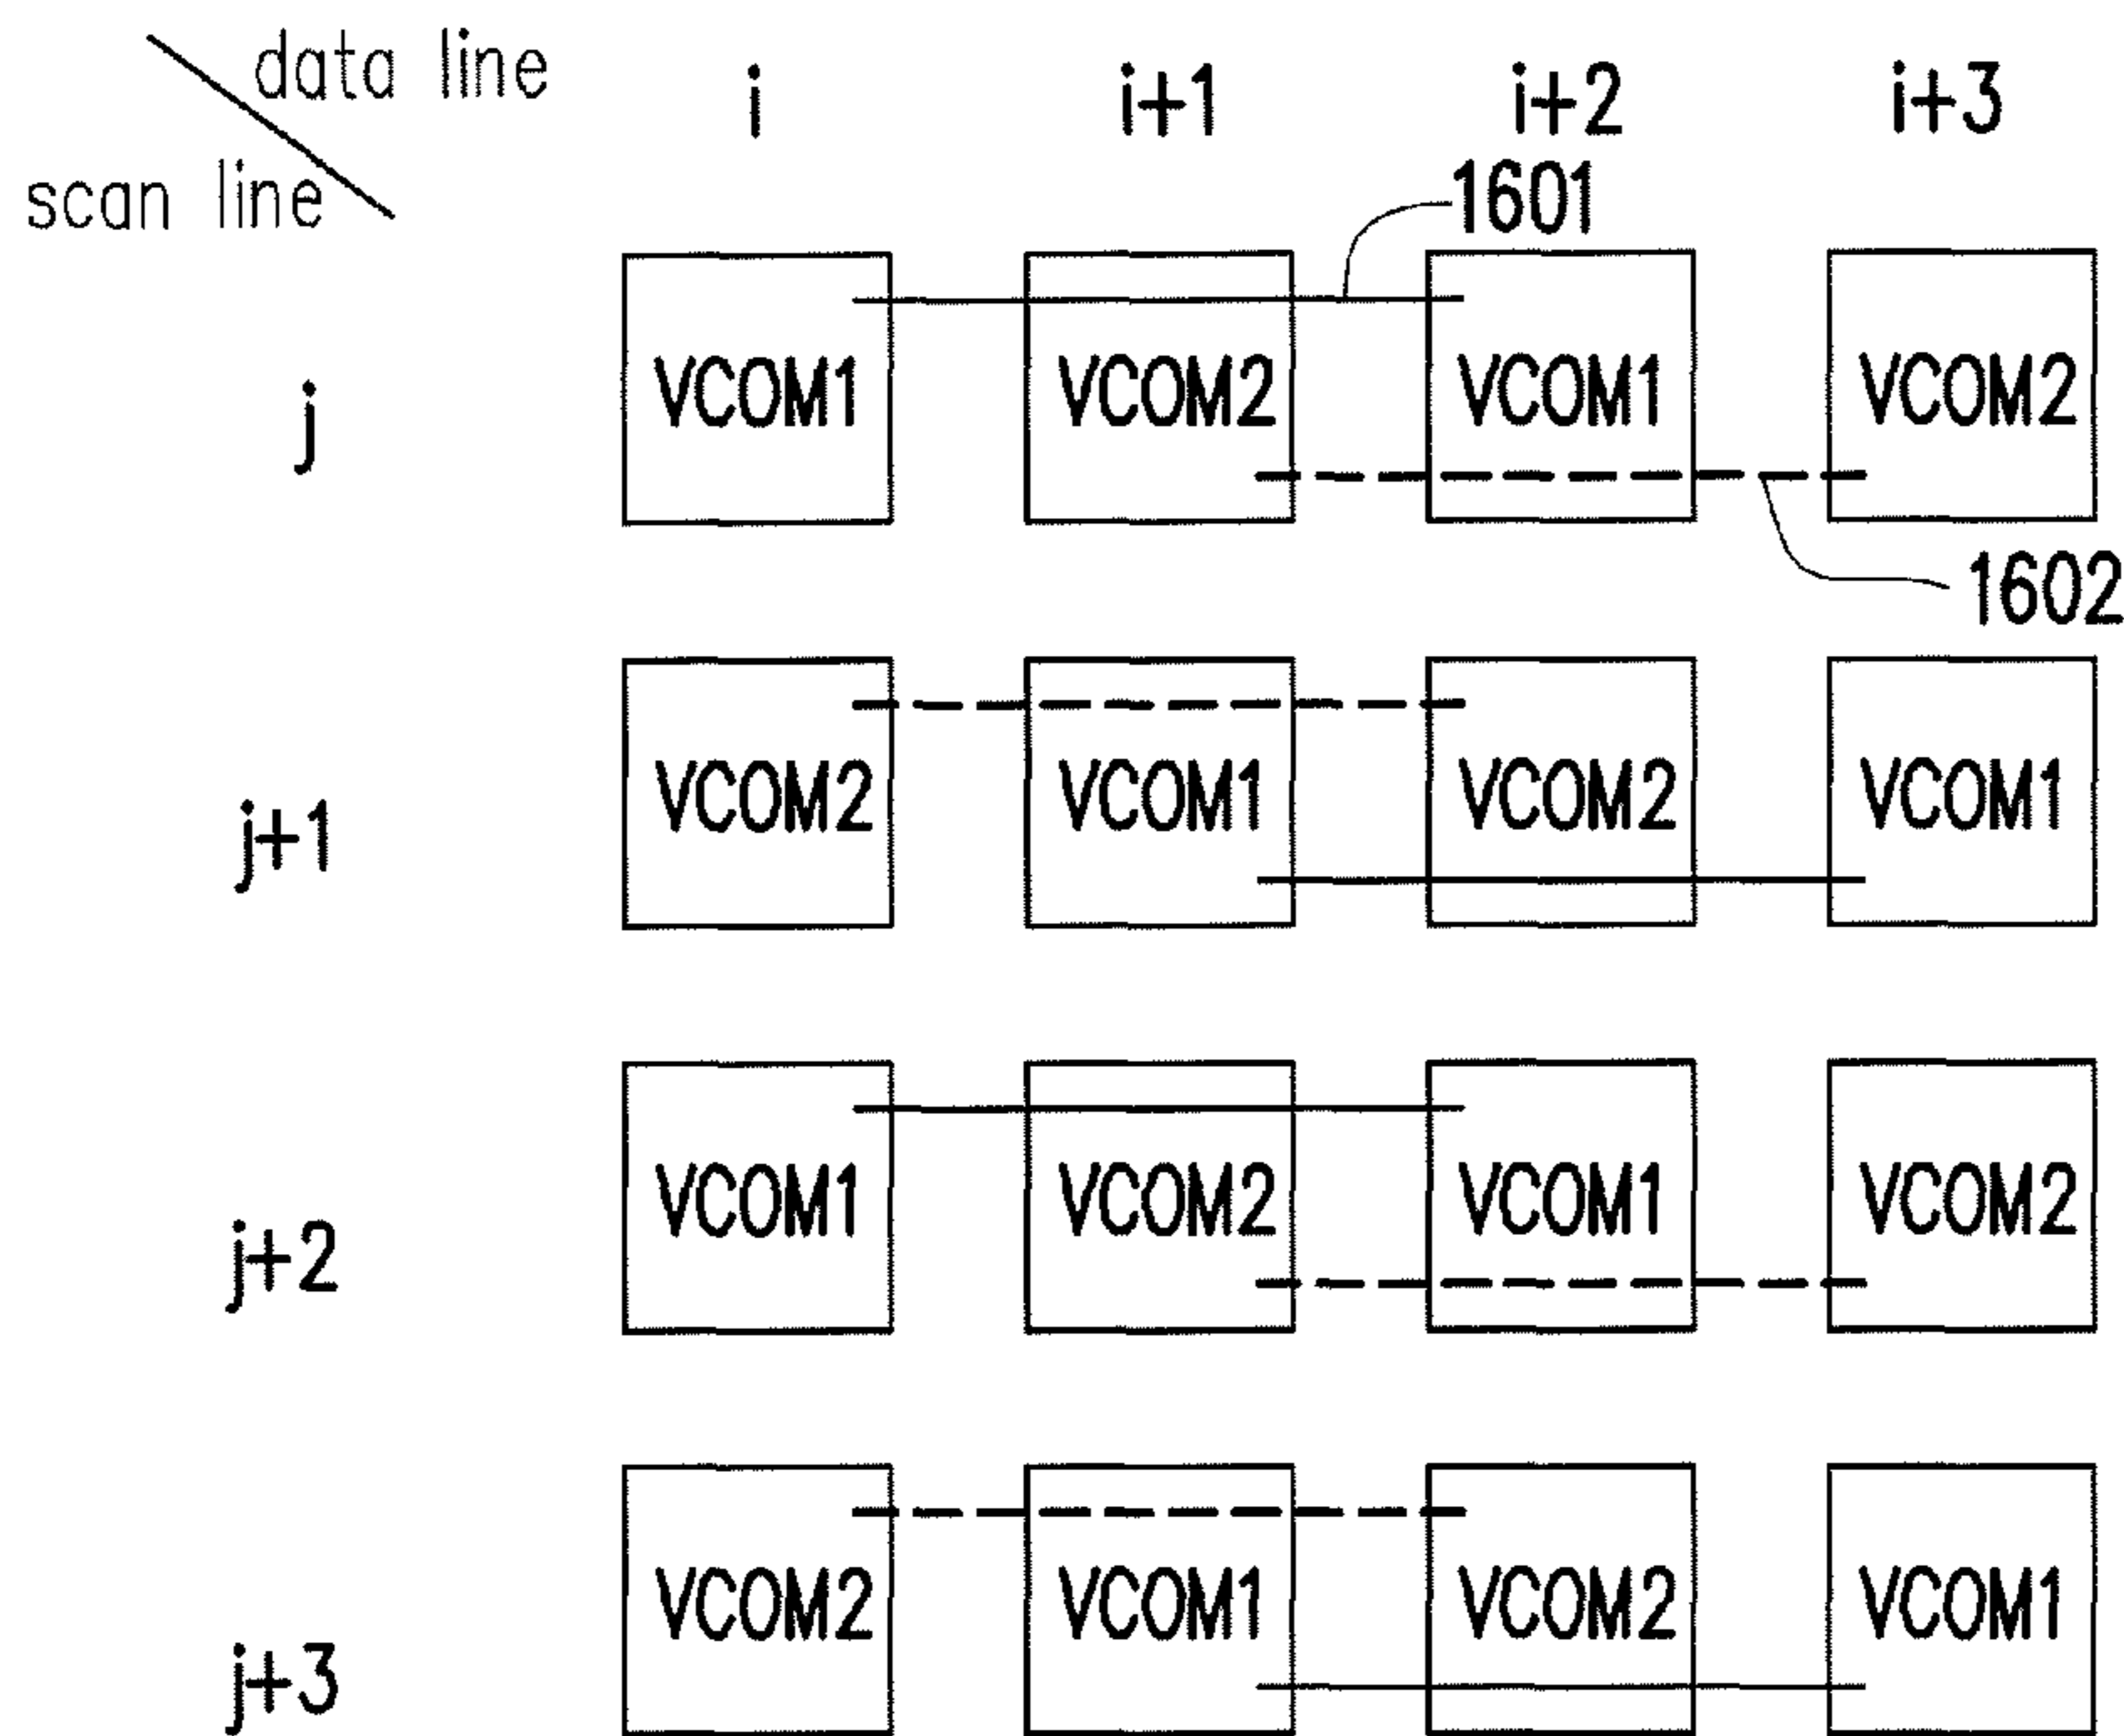 data line
scan line
i i+1 i+2 i+3
1601
j VCOM1 VCOM2 VCOM1 VCOM2
1602
j+1 VCOM2 VCOM1 VCOM2 VCOM1
j+2 VCOM1 VCOM2 VCOM1 VCOM2
j+3 VCOM2 VCOM1 VCOM2 VCOM1